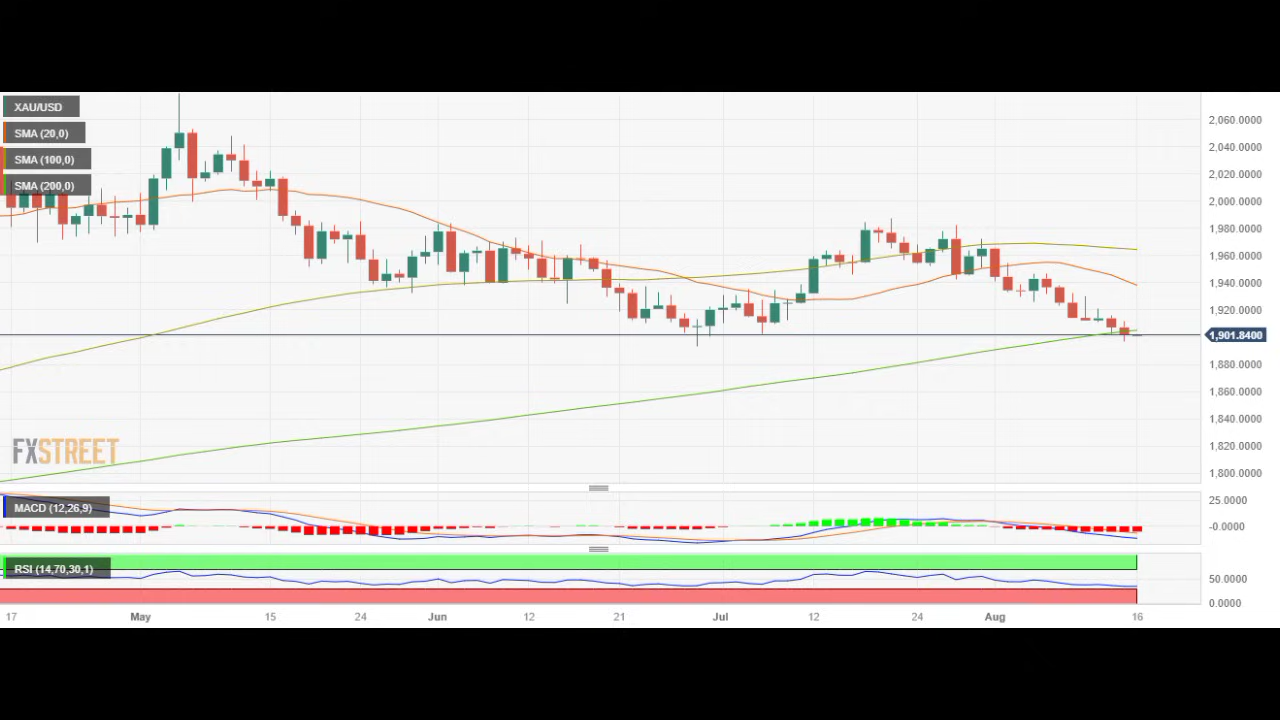 XAU/USD
SMA (20,0)
SMA (100,0)
SMA (200,0)
2,060.0000
2,040.0000
2,020.0000
2,000.0000
1,980.0000
1,960.0000
1,940.0000
1,920.0000
1,901.8400
1,880.0000
1,860.0000
1,840.0000
1,820.0000
1,800.0000
FXSTREET
MACD (12,26,9)
25.0000
-0.0000
RSI (14,70,30,1)
50.0000
0.0000
17 May 15 24 Jun 12 21 Jul 12 24 Aug 16